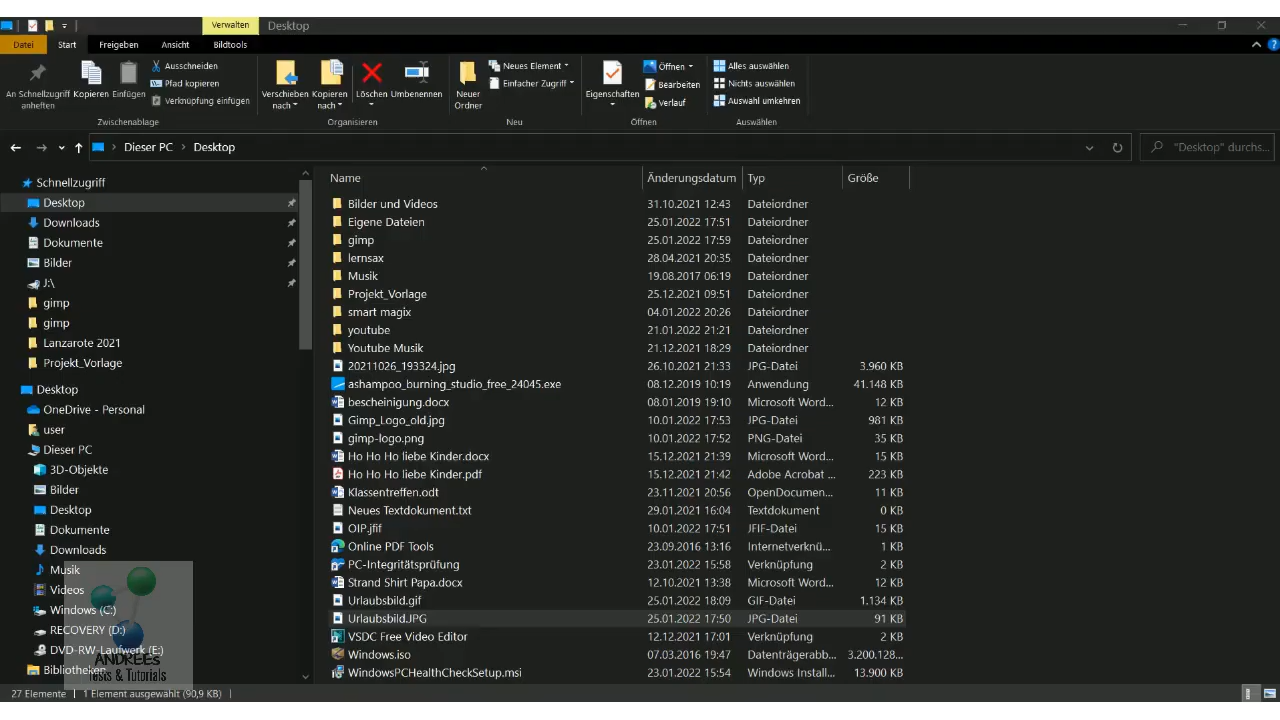 Verwalten Desktop
Datei Start Freigeben Ansicht Bildtools
An Schnellzugriff anheften
Kopieren
Einfügen
Ausschneiden
Pfad kopieren
Verknüpfung einfügen
Zwischenablage
Verschieben nach
Kopieren nach
Löschen
Umbenennen
Organisieren
Neuer Ordner
Neues Element
Einfacher Zugriff
Neu
Eigenschaften
Öffnen
Bearbeiten
Verlauf
Öffnen
Alles auswählen
Nichts auswählen
Auswahl umkehren
Auswählen
Dieser PC > Desktop
"Desktop" durchs...
Schnellzugriff
Desktop
Downloads
Dokumente
Bilder
J:\
gimp
gimp
Lanzarote 2021
Projekt_Vorlage
Desktop
OneDrive - Personal
user
Dieser PC
3D-Objekte
Bilder
Desktop
Dokumente
Downloads
Musik
Videos
Windows (C:)
RECOVERY (D:)
DVD-RW-Laufwerk (E:)
Bibliotheken
ANDREEs
Tests & Tutorials
Name Änderungsdatum Typ Größe
Bilder und Videos 31.10.2021 12:43 Dateiordner
Eigene Dateien 25.01.2022 17:51 Dateiordner
gimp 25.01.2022 17:59 Dateiordner
lernsax 28.04.2021 20:35 Dateiordner
Musik 19.08.2017 06:19 Dateiordner
Projekt_Vorlage 25.12.2021 09:51 Dateiordner
smart magix 04.01.2022 20:26 Dateiordner
youtube 21.01.2022 21:21 Dateiordner
Youtube Musik 21.12.2021 18:29 Dateiordner
20211026_193324.jpg 26.10.2021 21:33 JPG-Datei 3.960 KB
ashampoo_burning_studio_free_24045.exe 08.12.2019 10:19 Anwendung 41.148 KB
bescheinigung.docx 08.01.2019 19:10 Microsoft Word... 12 KB
Gimp_Logo_old.jpg 10.01.2022 17:53 JPG-Datei 981 KB
gimp-logo.png 10.01.2022 17:52 PNG-Datei 35 KB
Ho Ho Ho liebe Kinder.docx 15.12.2021 21:39 Microsoft Word... 15 KB
Ho Ho Ho liebe Kinder.pdf 15.12.2021 21:42 Adobe Acrobat ... 223 KB
Klassentreffen.odt 23.11.2021 20:56 OpenDocumen... 11 KB
Neues Textdokument.txt 29.01.2021 16:04 Textdokument 0 KB
OIP.jfif 10.01.2022 17:51 JFIF-Datei 15 KB
Online PDF Tools 23.09.2016 13:16 Internetverknü... 1 KB
PC-Integritätsprüfung 23.01.2022 15:58 Verknüpfung 2 KB
Strand Shirt Papa.docx 12.10.2021 13:38 Microsoft Word... 12 KB
Urlaubsbild.gif 25.01.2022 18:09 GIF-Datei 1.134 KB
Urlaubsbild.JPG 25.01.2022 17:50 JPG-Datei 91 KB
VSDC Free Video Editor 12.12.2021 17:01 Verknüpfung 2 KB
Windows.iso 07.03.2016 19:47 Datenträgerabb... 3.200.128...
WindowsPCHealthCheckSetup.msi 23.01.2022 15:54 Windows Install... 13.900 KB
27 Elemente 1 Element ausgewählt (90,9 KB)